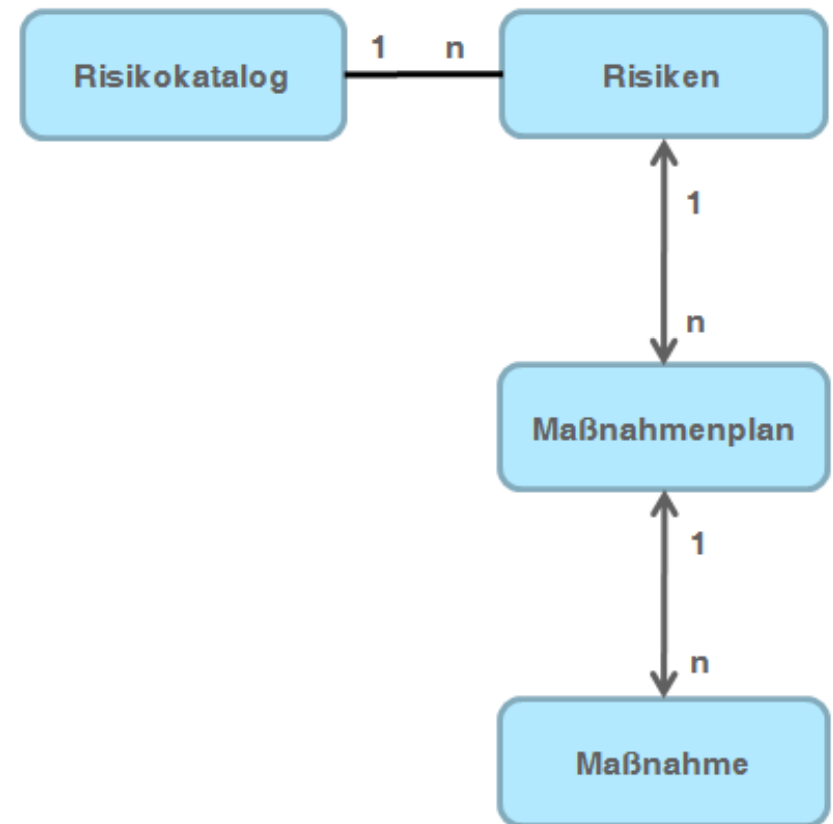 Risikokatalog
1 n
Risiken
1
n
Maßnahmenplan
1
n
Maßnahme